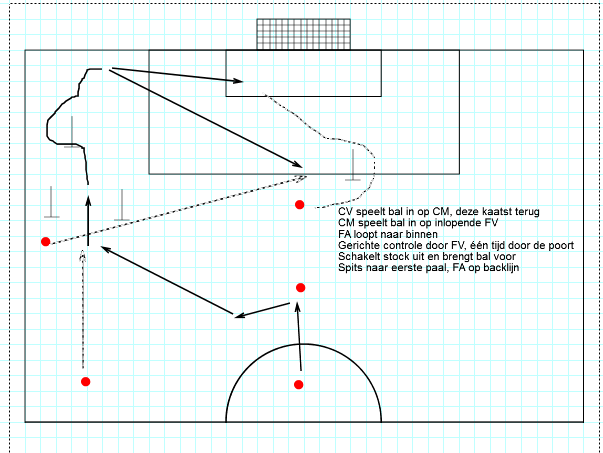 CV speelt bal in op CM, deze kaatst terug
CM speelt bal in op inlopende FV
FA loopt naar binnen
Gerichte controle door FV, één tijd door de poort
Schakelt stock uit en brengt bal voor
Spits naar eerste paal, FA op backlijn